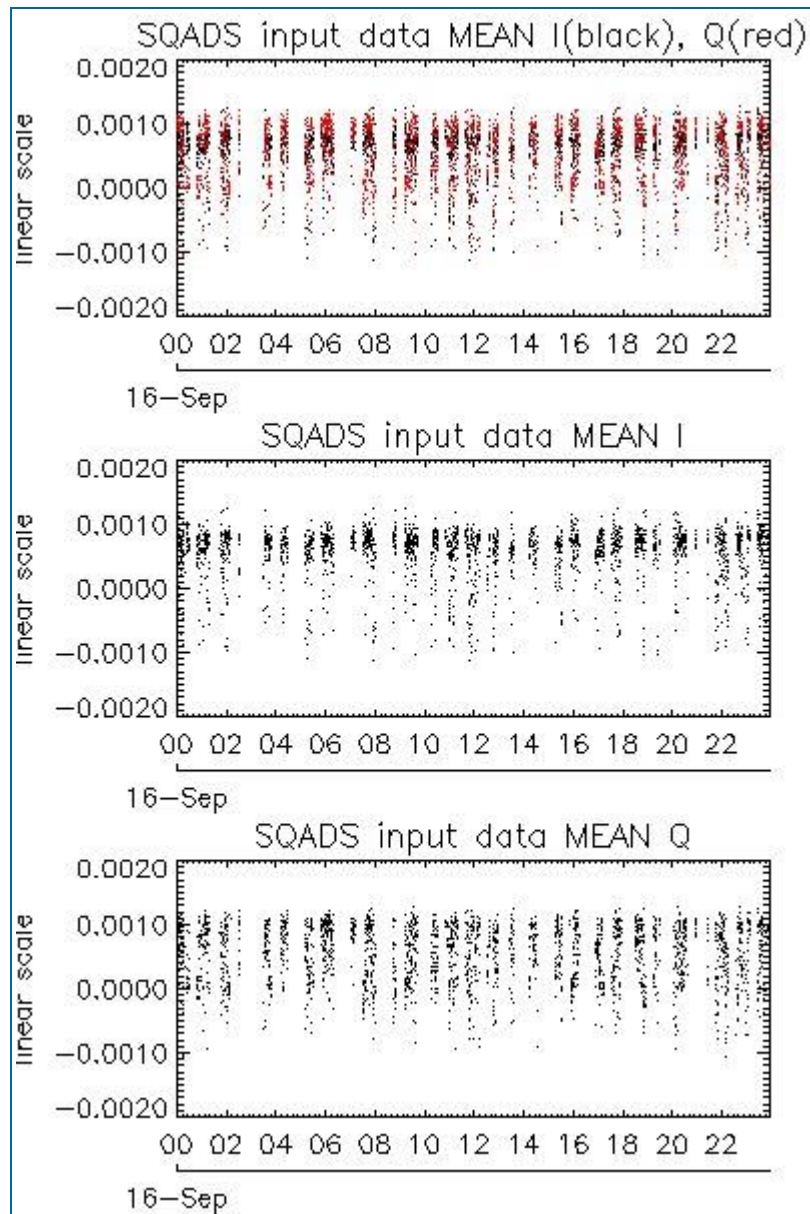 SQADS input data MEAN I(black), Q(red)
0.0020
0.0010
0.0000
−0.0010
−0.0020
linear scale
00 02 04 06 08 10 12 14 16 18 20 22
16−Sep
SQADS input data MEAN I
0.0020
0.0010
0.0000
−0.0010
−0.0020
linear scale
00 02 04 06 08 10 12 14 16 18 20 22
16−Sep
SQADS input data MEAN Q
0.0020
0.0010
0.0000
−0.0010
−0.0020
linear scale
00 02 04 06 08 10 12 14 16 18 20 22
16−Sep